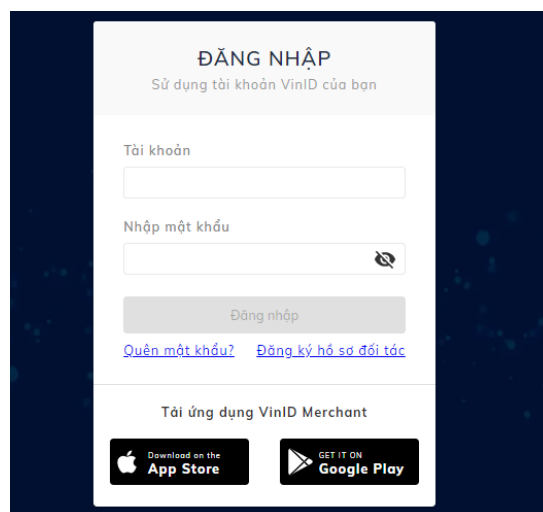 ĐĂNG NHẬP
Sử dụng tài khoản VinID của bạn
Tài khoản
Nhập mật khẩu
Đăng nhập
Quên mật khẩu? Đăng ký hồ sơ đối tác
Tải ứng dụng VinID Merchant
Download on the
App Store
GET IT ON
Google Play